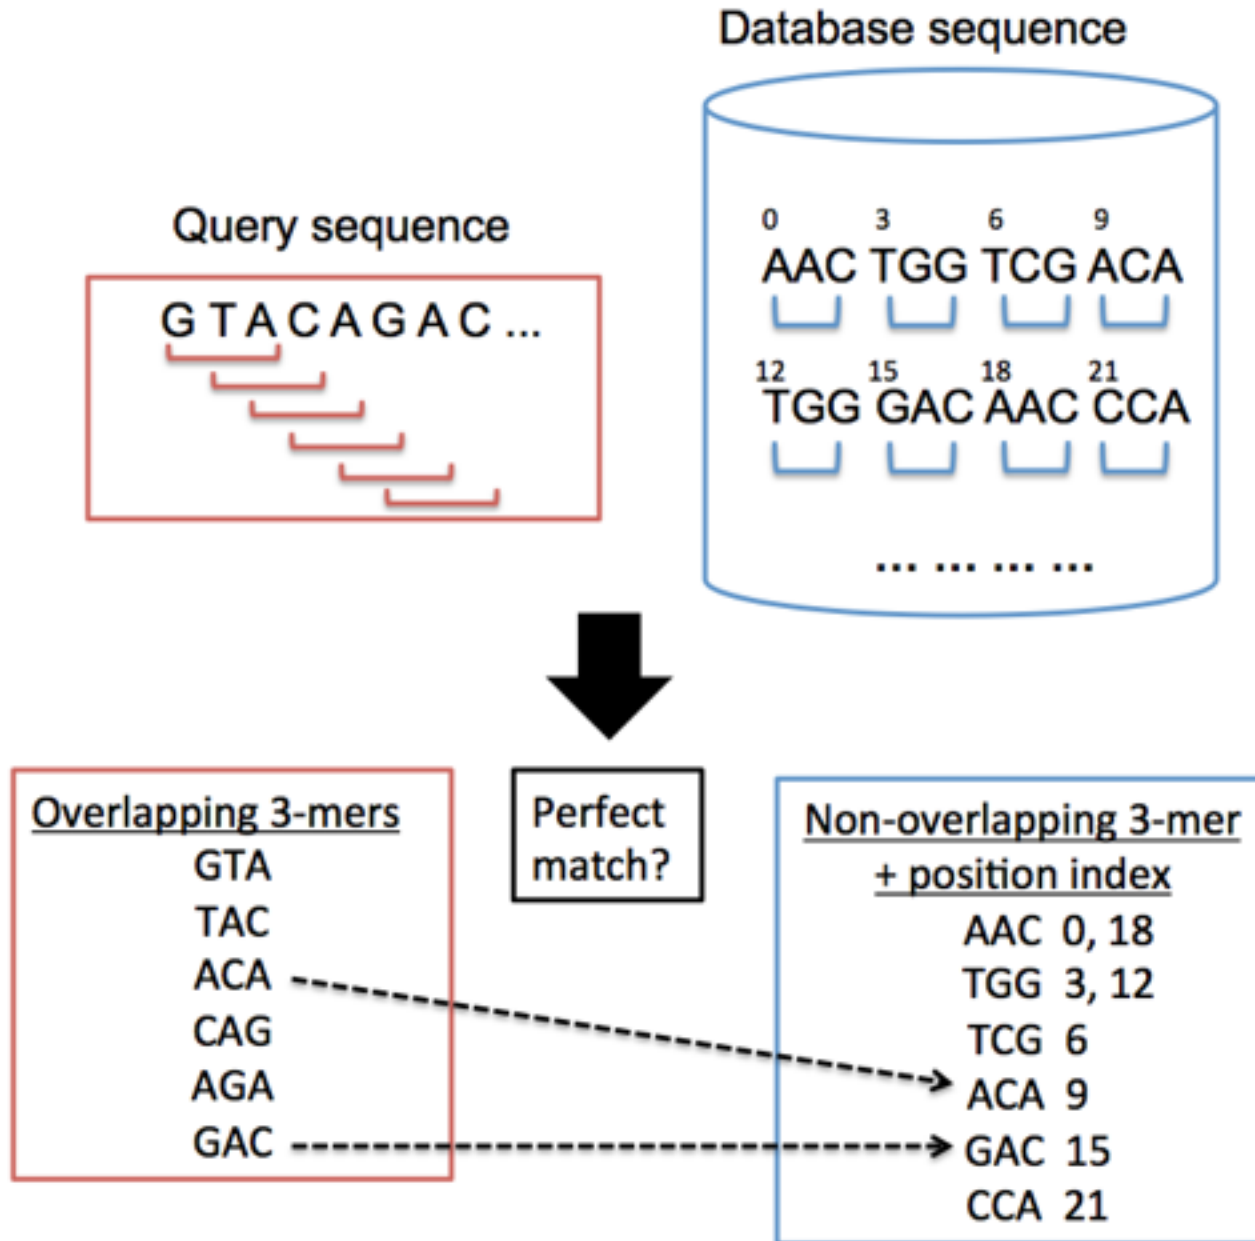 Database sequence
0 3 6 9
AAC TGG TCG ACA
12 15 18 21
TGG GAC AAC CCA
... ... ... ...
Query sequence
G T A C A G A C ...
Overlapping 3-mers
GTA
TAC
ACA
CAG
AGA
GAC
Perfect
match?
Non-overlapping 3-mer
+ position index
AAC 0, 18
TGG 3, 12
TCG 6
ACA 9
GAC 15
CCA 21